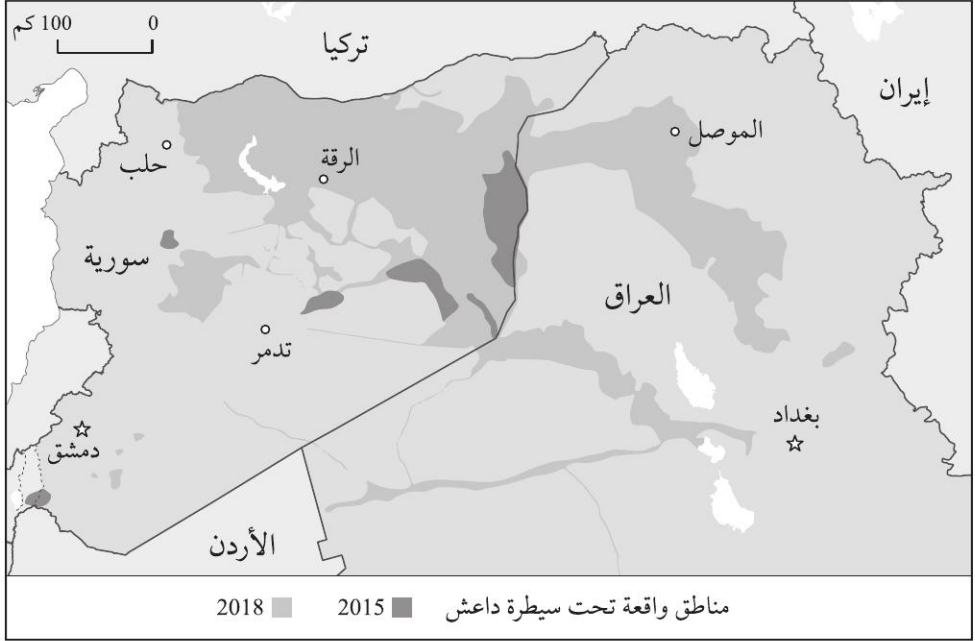 100 كم 0
تركيا
إيران
الموصل
حلب
الرقة
سورية
العراق
تدمر
بغداد
دمشق
الأردن
مناطق واقعة تحت سيطرة داعش 2015 2018